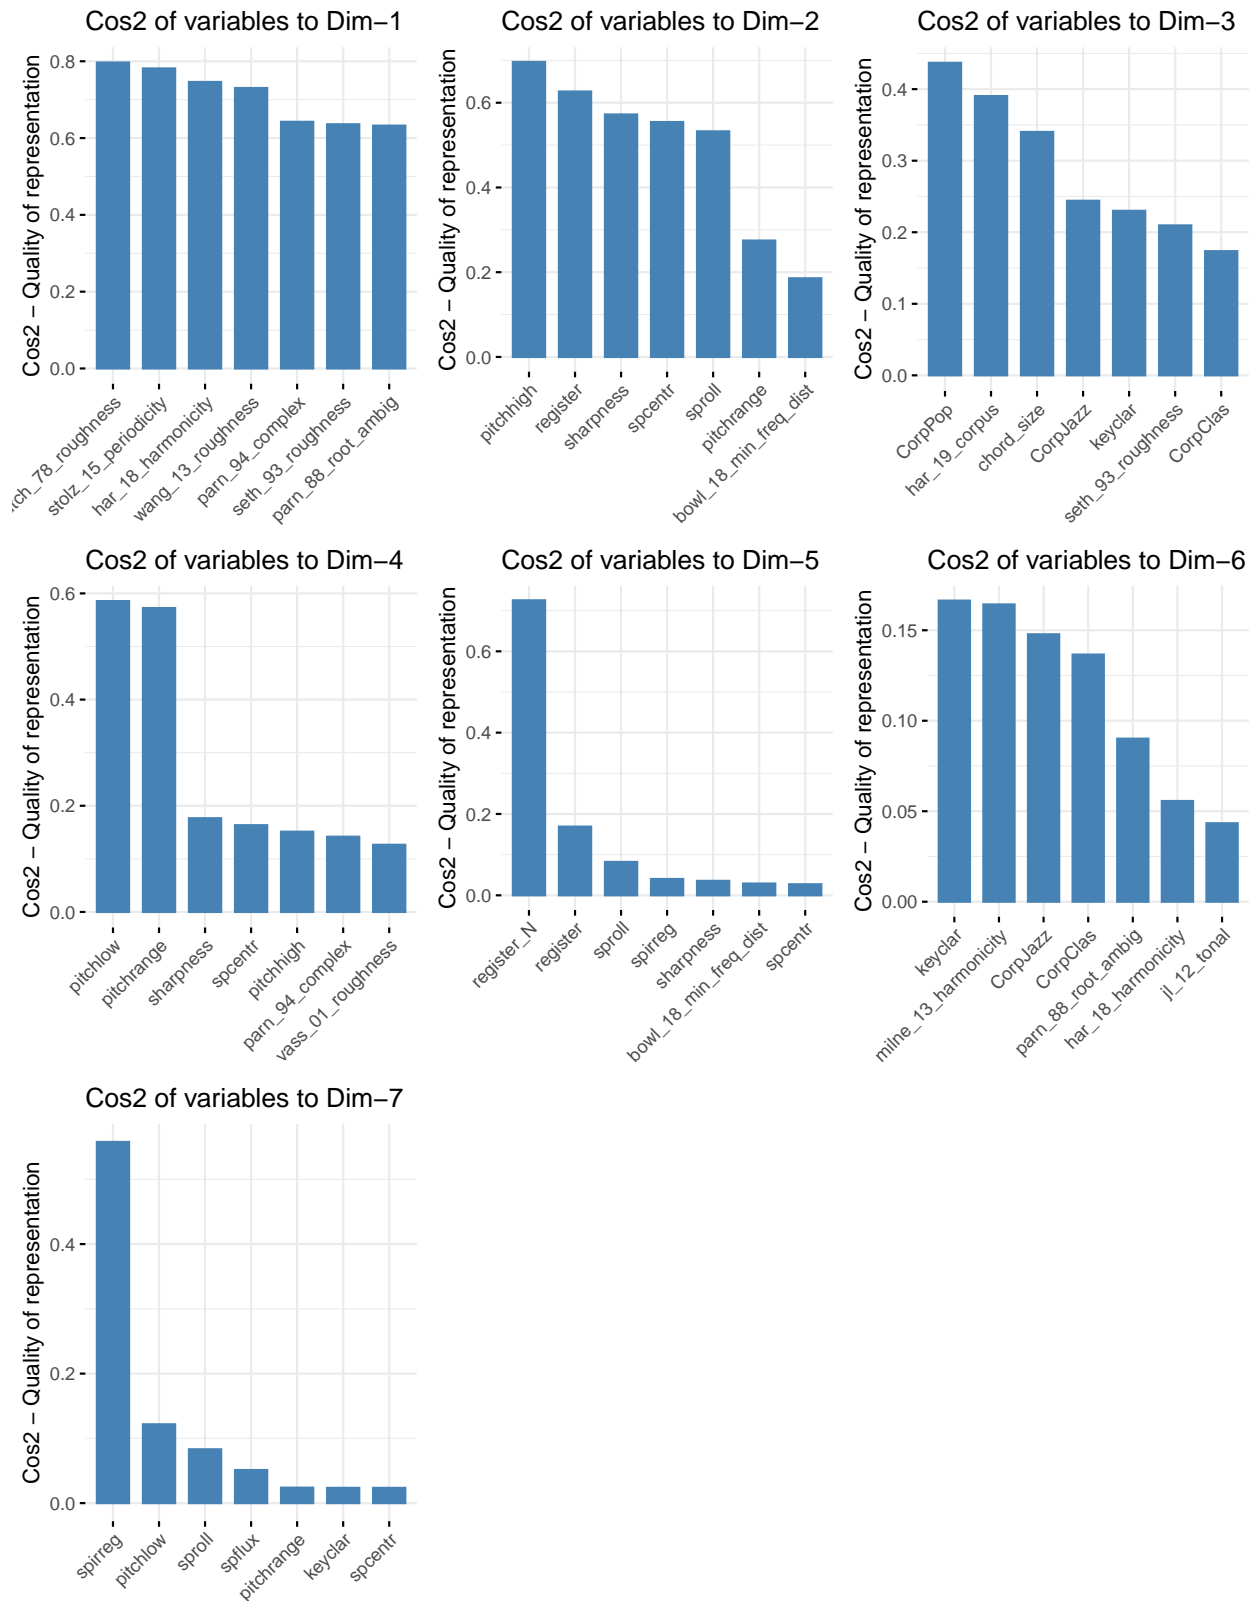 Cos2 of variables to Dim−1
Cos2 − Quality of representation
0.8
0.6
0.4
0.2
0.0
stolz_15_periodicity
har_18_harmonicity
wang_13_roughness
parn_94_complex
seth_93_roughness
parn_88_root_ambig
Cos2 of variables to Dim−2
Cos2 − Quality of representation
0.6
0.4
0.2
0.0
pitchhigh
register
sharpness
spcentr
sproll
pitchrange
bowl_18_min_freq_dist
Cos2 of variables to Dim−3
Cos2 − Quality of representation
0.4
0.3
0.2
0.1
0.0
CorpPop
har_19_corpus
chord_size
CorpJazz
keyclar
seth_93_roughness
CorpClas
Cos2 of variables to Dim−4
Cos2 − Quality of representation
0.6
0.4
0.2
0.0
pitchlow
pitchrange
sharpness
spcentr
pitchhigh
parn_94_complex
vass_01_roughness
Cos2 of variables to Dim−5
Cos2 − Quality of representation
0.6
0.4
0.2
0.0
register_N
register
sproll
spirreg
sharpness
bowl_18_min_freq_dist
spcentr
Cos2 of variables to Dim−6
Cos2 − Quality of representation
0.15
0.10
0.05
0.00
keyclar
milne_13_harmonicity
CorpJazz
CorpClas
parn_88_root_ambig
har_18_harmonicity
jl_12_tonal
Cos2 of variables to Dim−7
Cos2 − Quality of representation
0.4
0.2
0.0
spirreg
pitchlow
sproll
spflux
pitchrange
keyclar
spcentr